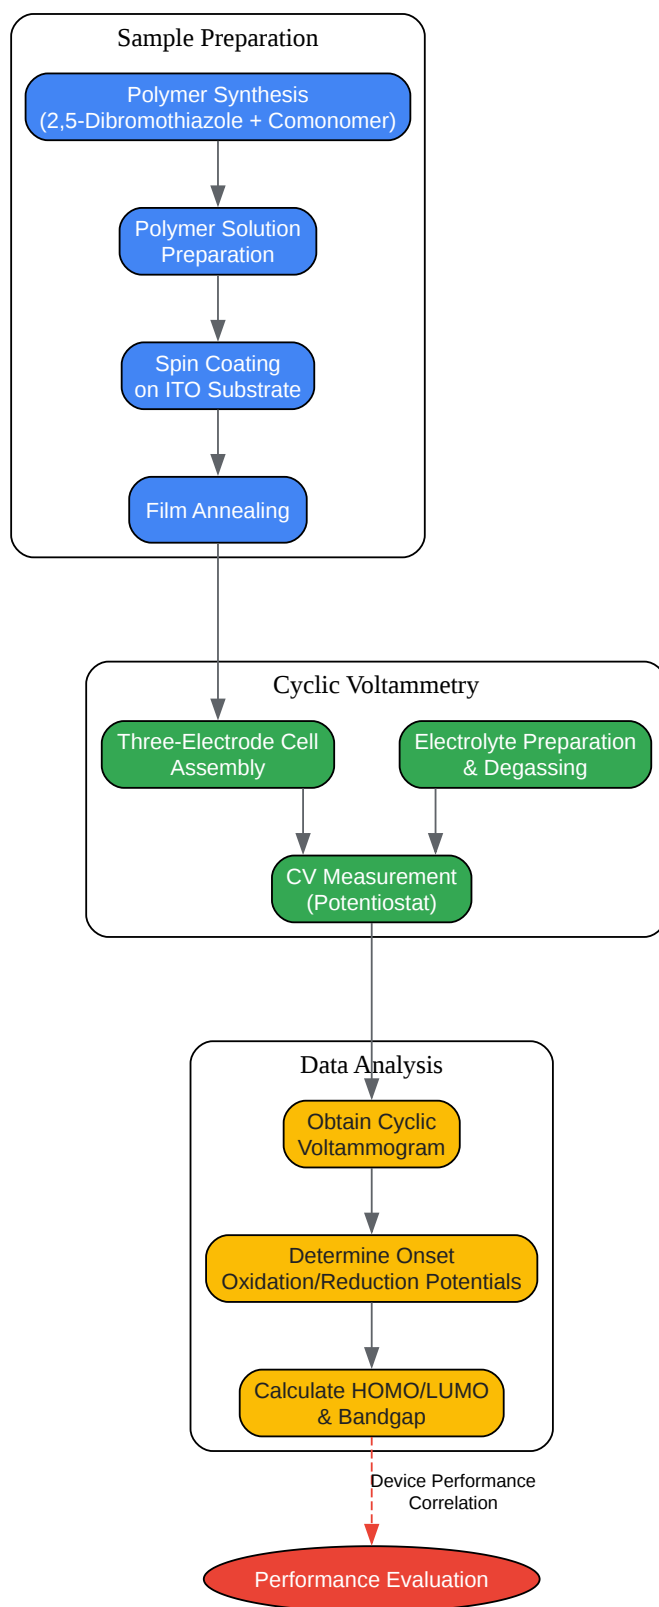 Sample Preparation
Polymer Synthesis
(2,5-Dibromothiazole + Comonomer)
Polymer Solution
Preparation
Spin Coating
on ITO Substrate
Film Annealing
Cyclic Voltammetry
Three-Electrode Cell
Assembly
Electrolyte Preparation
& Degassing
CV Measurement
(Potentiostat)
Data Analysis
Obtain Cyclic
Voltammogram
Determine Onset
Oxidation/Reduction Potentials
Calculate HOMO/LUMO
& Bandgap
Device Performance
Correlation
Performance Evaluation